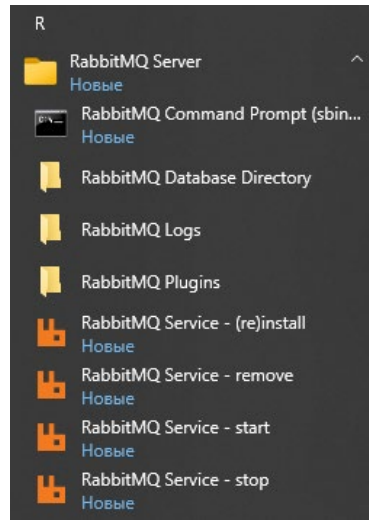 R
RabbitMQ Server
Новые
RabbitMQ Command Prompt (sbin...
Новые
RabbitMQ Database Directory
RabbitMQ Logs
RabbitMQ Plugins
RabbitMQ Service - (re)install
Новые
RabbitMQ Service - remove
Новые
RabbitMQ Service - start
Новые
RabbitMQ Service - stop
Новые